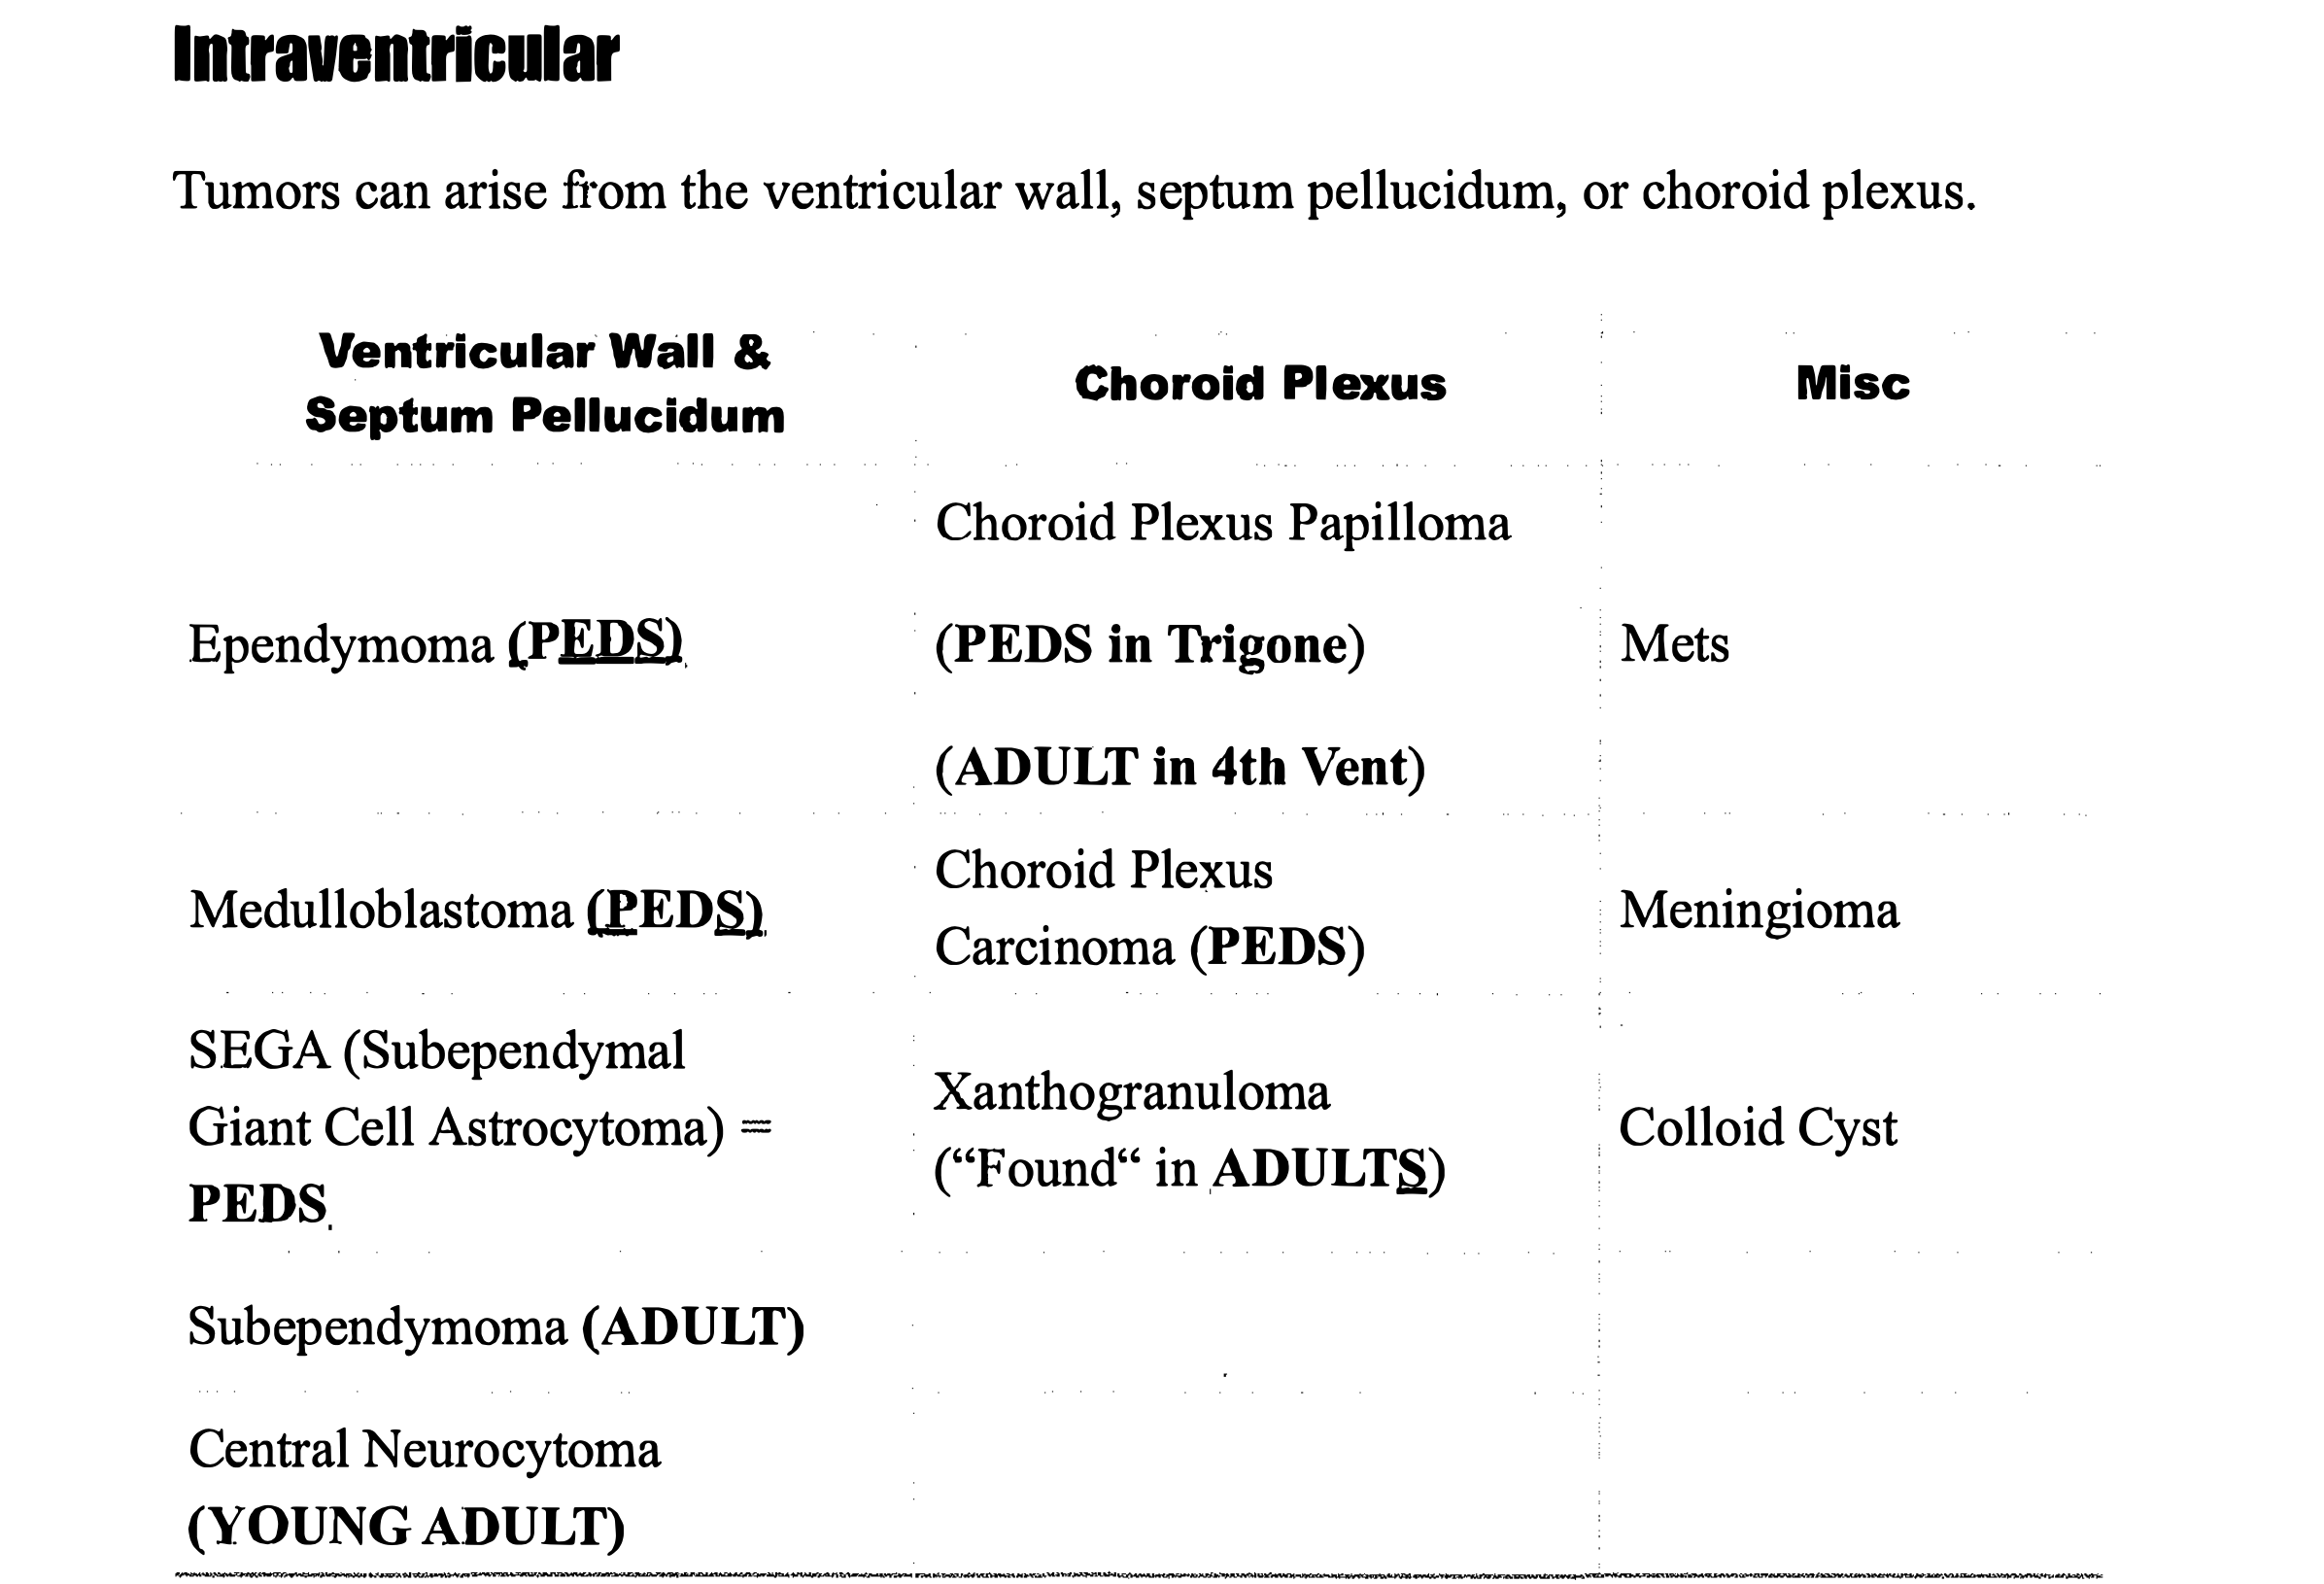 Intraventricular
Tumors can arise from the ventricular wall, septum pellucidum, or choroid plexus.
Ventricular Wall &
Septum Pellucidum
Choroid Plexus
Misc
Ependymoma (PEDS)
Choroid Plexus Papilloma
(PEDS in Trigone)
(ADULT in 4th Vent)
Mets
Medulloblastoma (PEDS)
Choroid Plexus
Carcinoma (PEDS)
Meningioma
SEGA (Subependymal
Giant Cell Astrocytoma) =
PEDS
Xanthogranuloma
(“Found“ in ADULTS)
Colloid Cyst
Subependymoma (ADULT)
Central Neurocytoma
(YOUNG ADULT)